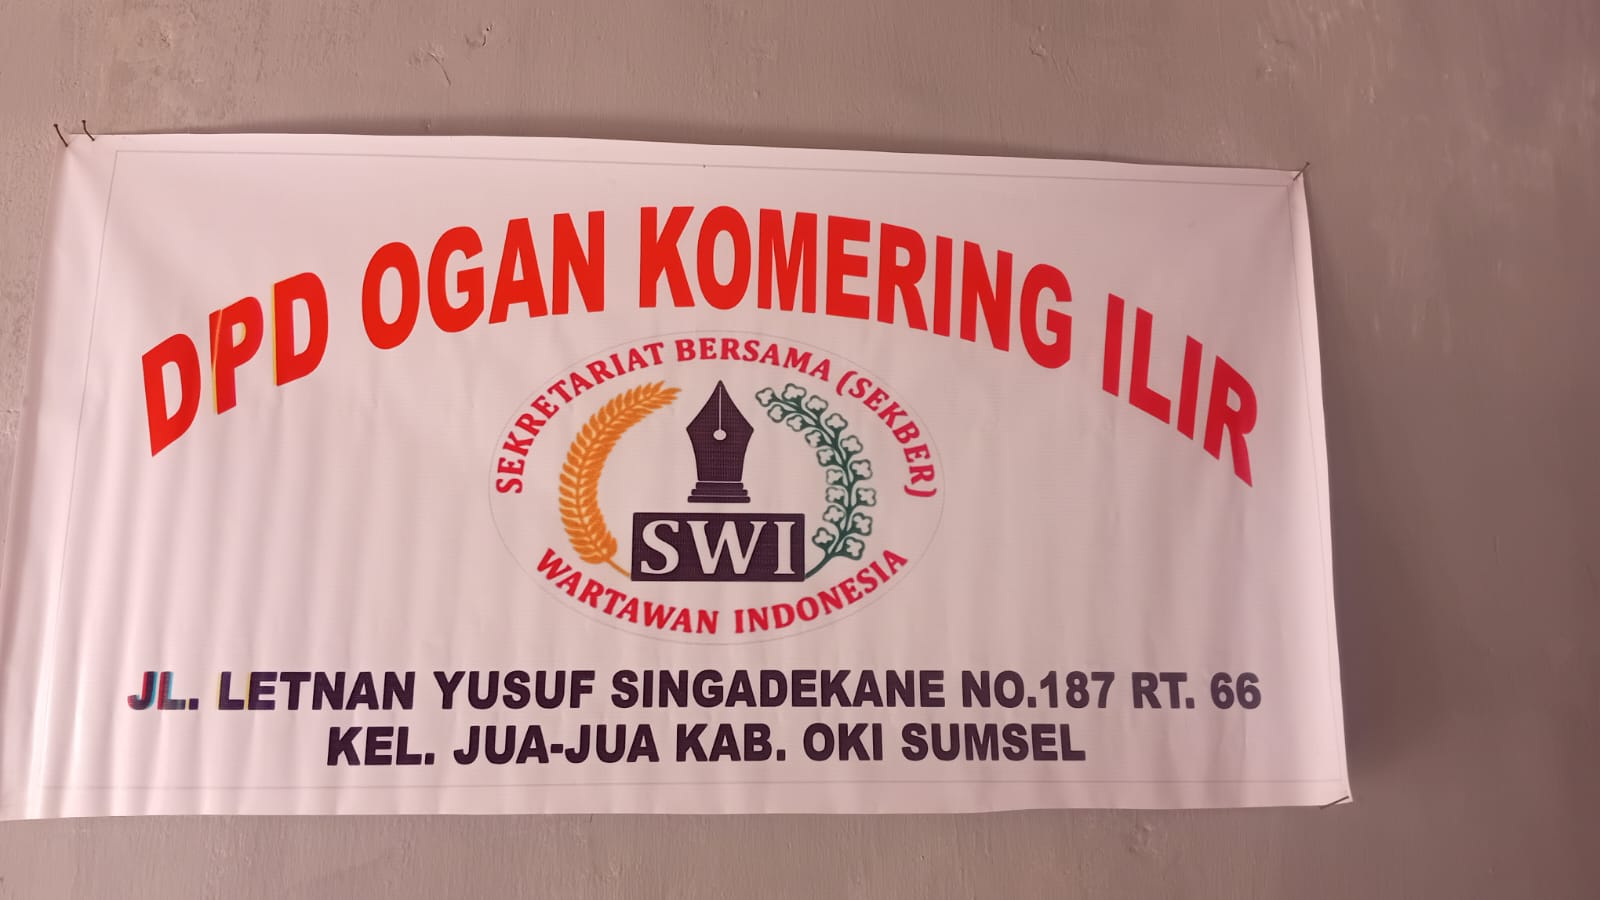 DPD OGAN KOMERING ILIR
SEKRETARIAT BERSAMA (SEKBER)
SWI
WARTAWAN INDONESIA
JL. LETNAN YUSUF SINGADEKANE NO.187 RT. 66
KEL. JUA-JUA KAB. OKI SUMSEL